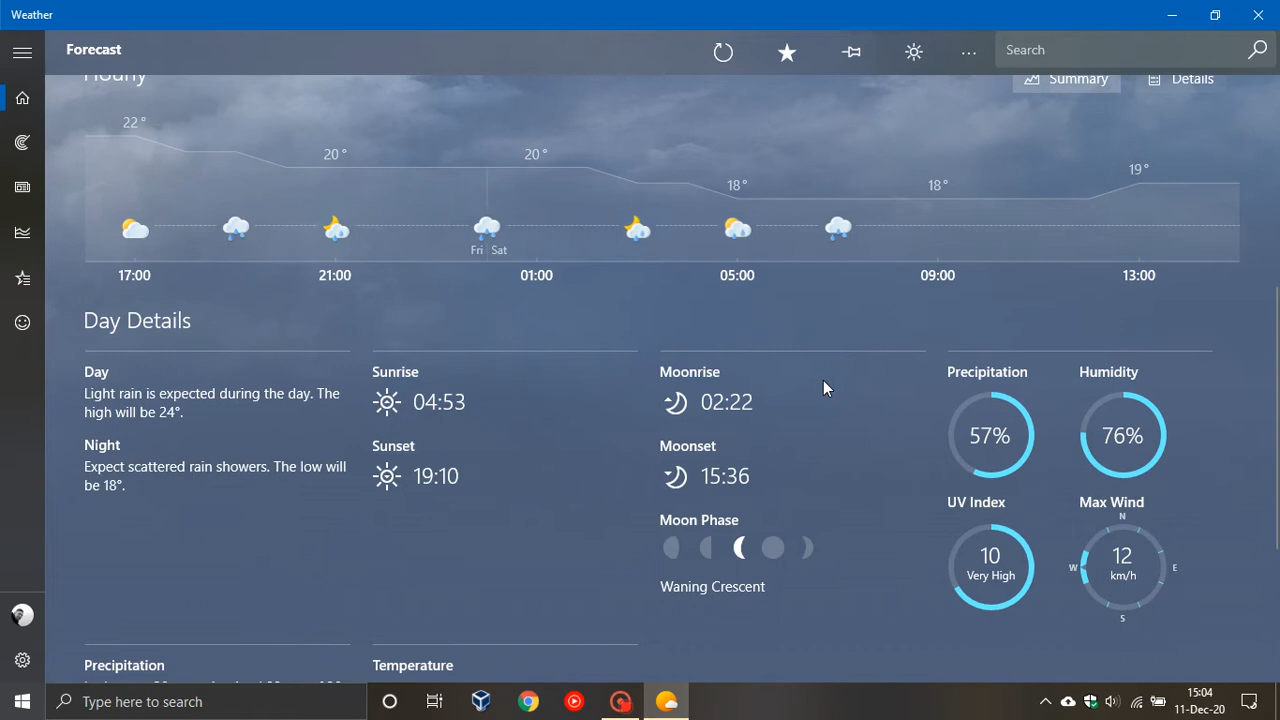 Weather
Forecast
Search
Hourly
Summary
Details
22°
20°
20°
18°
18°
19°
Fri
Sat
17:00
21:00
01:00
05:00
09:00
13:00
Day Details
Day
Light rain is expected during the day. The
high will be 24°.
Night
Expect scattered rain showers. The low will
be 18°.
Sunrise
04:53
Sunset
19:10
Moonrise
02:22
Moonset
15:36
Moon Phase
Waning Crescent
Precipitation
57%
Humidity
76%
UV Index
10
Very High
Max Wind
N
W
E
S
12
km/h
Precipitation
Temperature
Type here to search
15:04
11-Dec-20